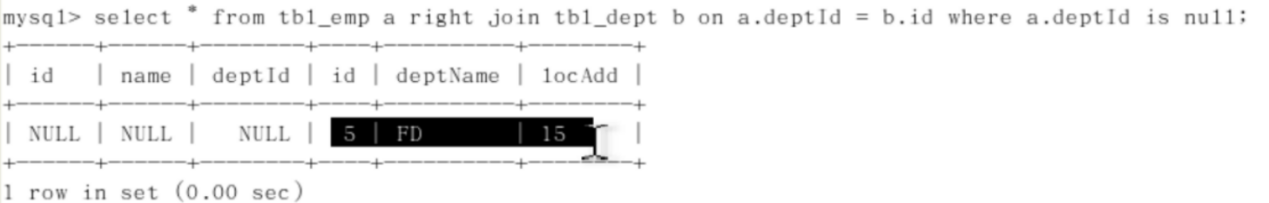 mysql> select * from tbl_emp a right join tbl_dept b on a.deptId = b.id where a.deptId is null;
+------+------+--------+----+----------+--------+
| id | name | deptId | id | deptName | locAdd |
+------+------+--------+----+----------+--------+
| NULL | NULL | NULL | 5 | FD | 15 |
+------+------+--------+----+----------+--------+
1 row in set (0.00 sec)